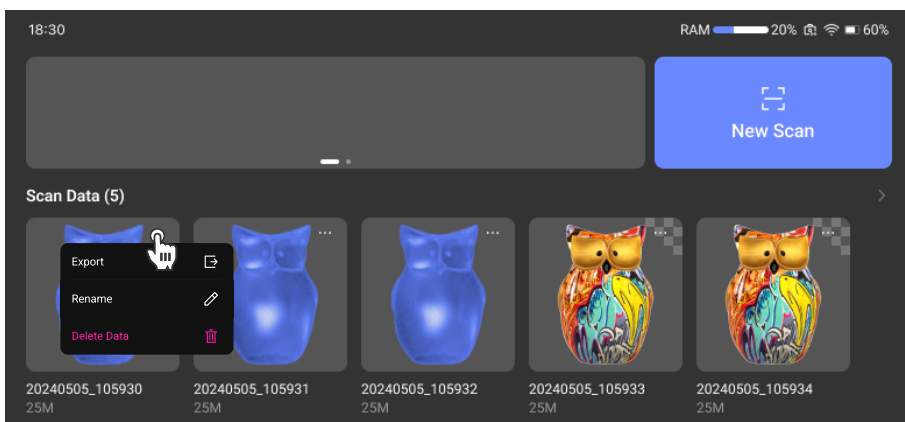 18:30
RAM 20% 60%
New Scan
Scan Data (5)
Export
Rename
Delete Data
20240505_105930
25M
20240505_105931
25M
20240505_105932
25M
20240505_105933
25M
20240505_105934
25M